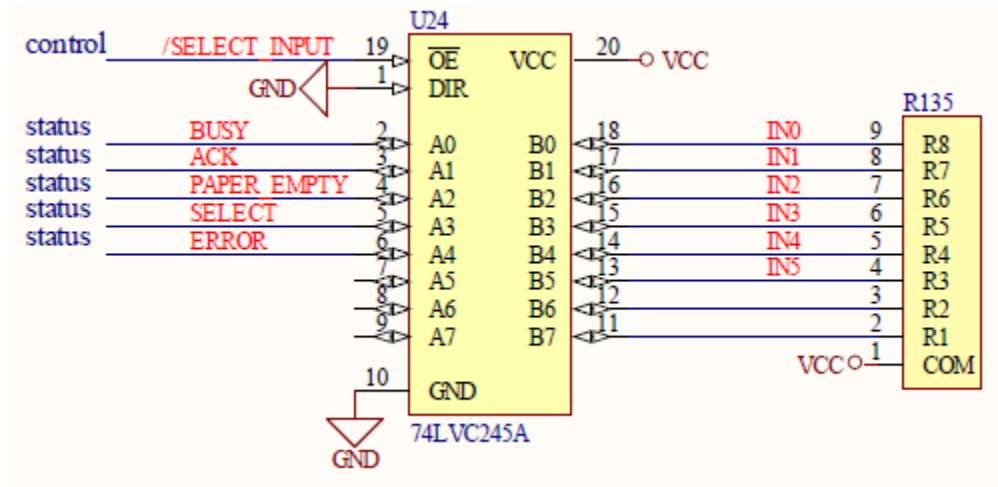 U24
control /SELECT_INPUT 19 OE VCC 20 VCC
GND 1 DIR
R135
status BUSY 2 A0 B0 18 IN0 9 R8
status ACK 3 A1 B1 17 IN1 8 R7
status PAPER_EMPTY 4 A2 B2 16 IN2 7 R6
status SELECT 5 A3 B3 15 IN3 6 R5
status ERROR 6 A4 B4 14 IN4 5 R4
7 A5 B5 13 IN5 4 R3
8 A6 B6 12 3 R2
9 A7 B7 11 2 R1
VCC 1 COM
10 GND
74LVC245A
GND